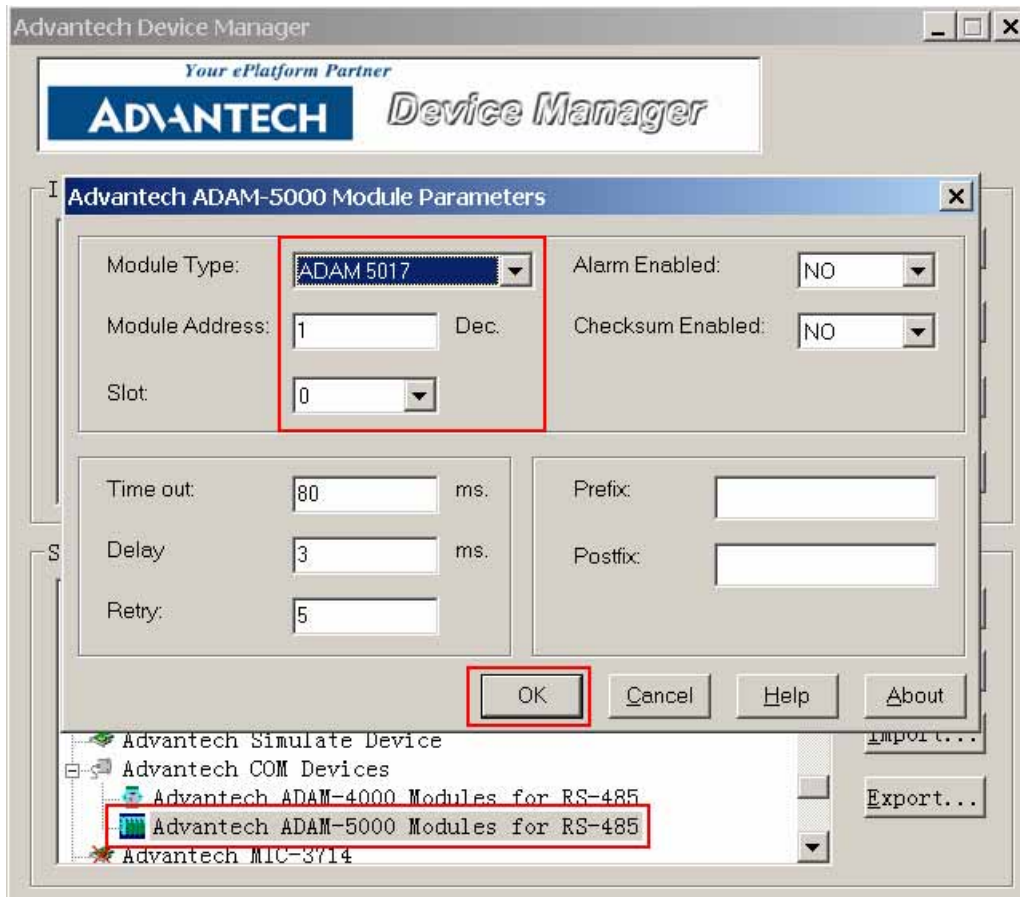 Advantech Device Manager
Your ePlatform Partner
ADVANTECH Device Manager
I
Advantech ADAM-5000 Module Parameters
Module Type: ADAM 5017 Alarm Enabled: NO
Module Address: 1 Dec. Checksum Enabled: NO
Slot: 0
Time out: 80 ms. Prefix:
Delay 3 ms. Postfix:
Retry: 5
S
OK Cancel Help About
Advantech Simulate Device Import...
Advantech COM Devices
Advantech ADAM-4000 Modules for RS-485 Export...
Advantech ADAM-5000 Modules for RS-485
Advantech MIC-3714